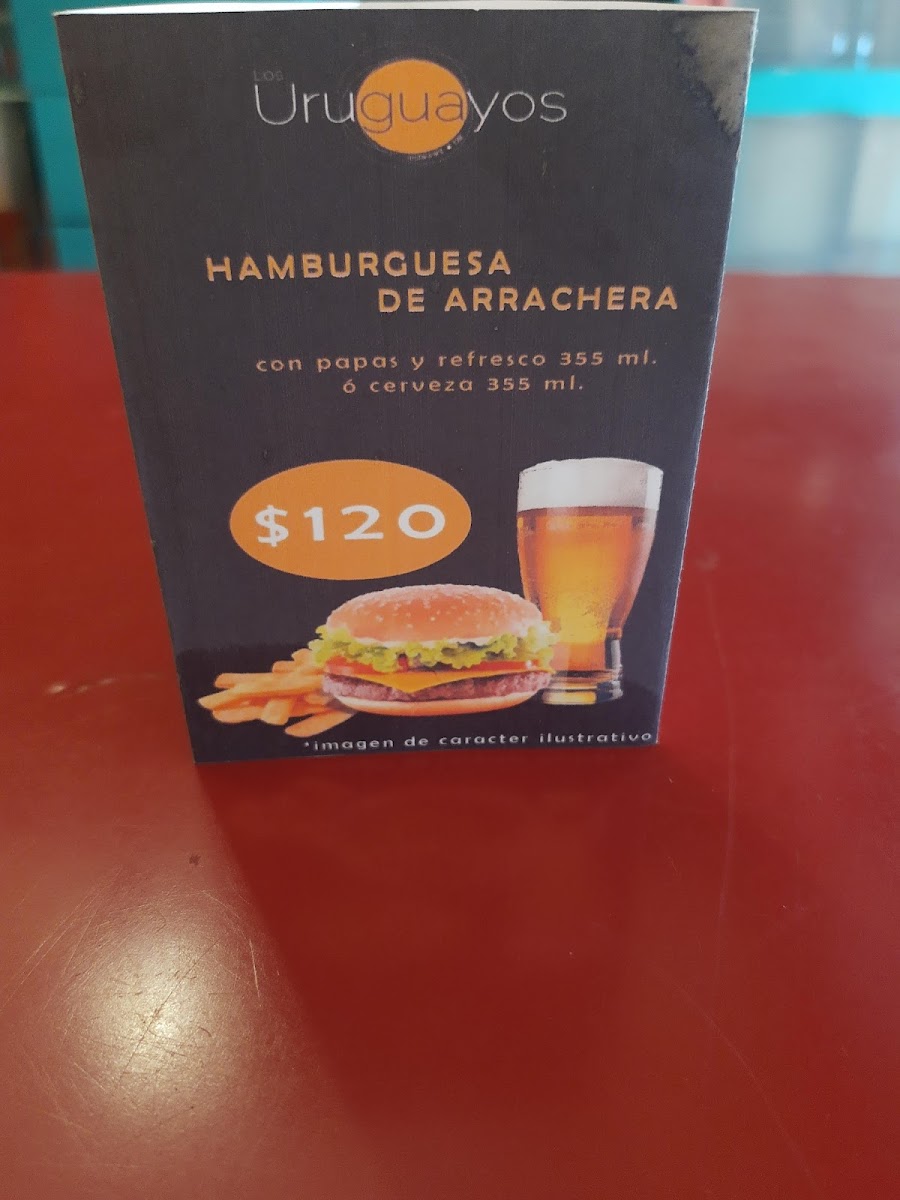 LOS
Uruguayos
HAMBURGUESA
DE ARRACHERA
con papas y refresco 355 ml.
ó cerveza 355 ml.
$120
*imagen de caracter ilustrativo